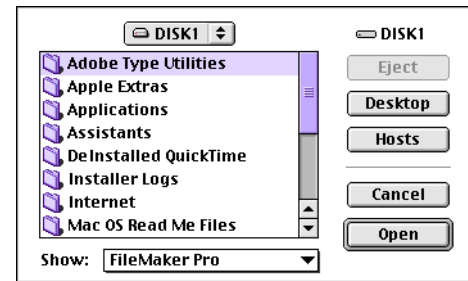 DISK1
DISK1
Adobe Type Utilities
Eject
Apple Extras
Applications
Desktop
Assistants
Hosts
DeInstalled QuickTime
Installer Logs
Internet
Cancel
Mac OS Read Me Files
Open
Show: FileMaker Pro